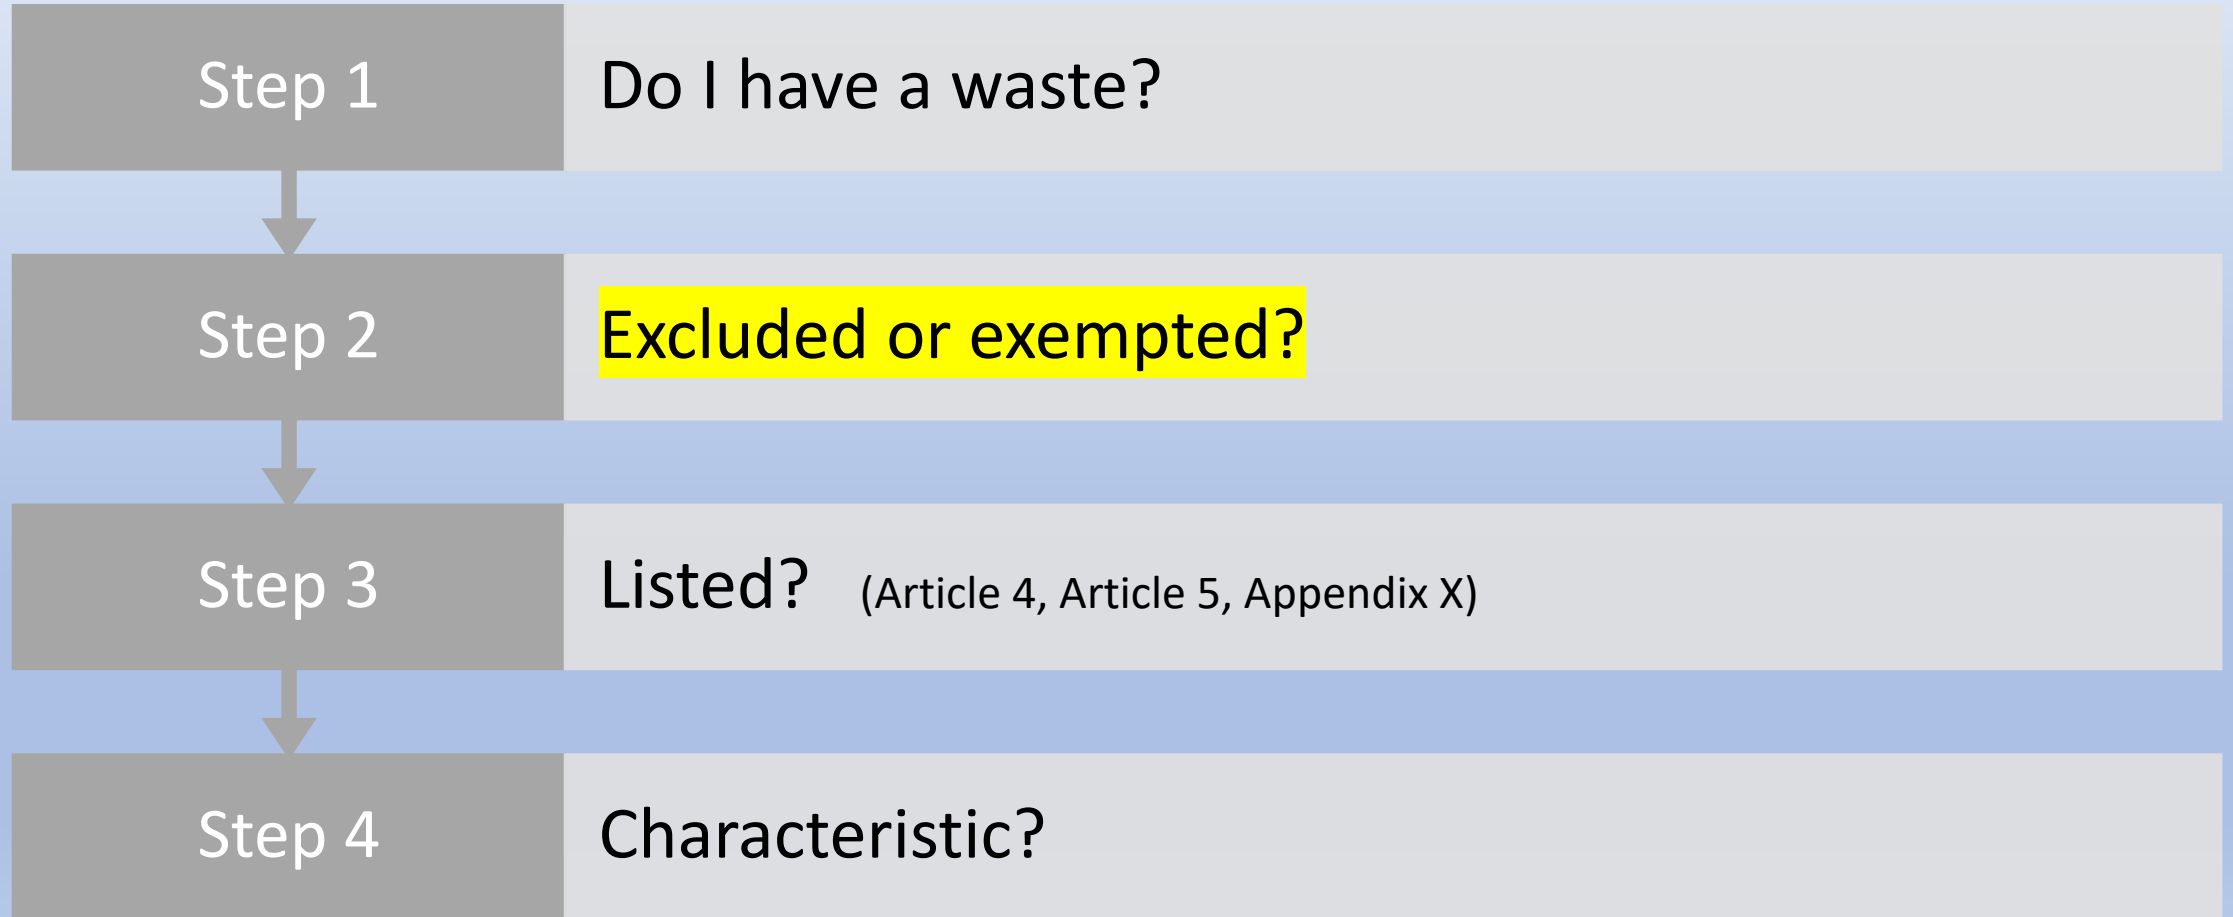 Step 1 Do I have a waste?
Step 2 Excluded or exempted?
Step 3 Listed? (Article 4, Article 5, Appendix X)
Step 4 Characteristic?